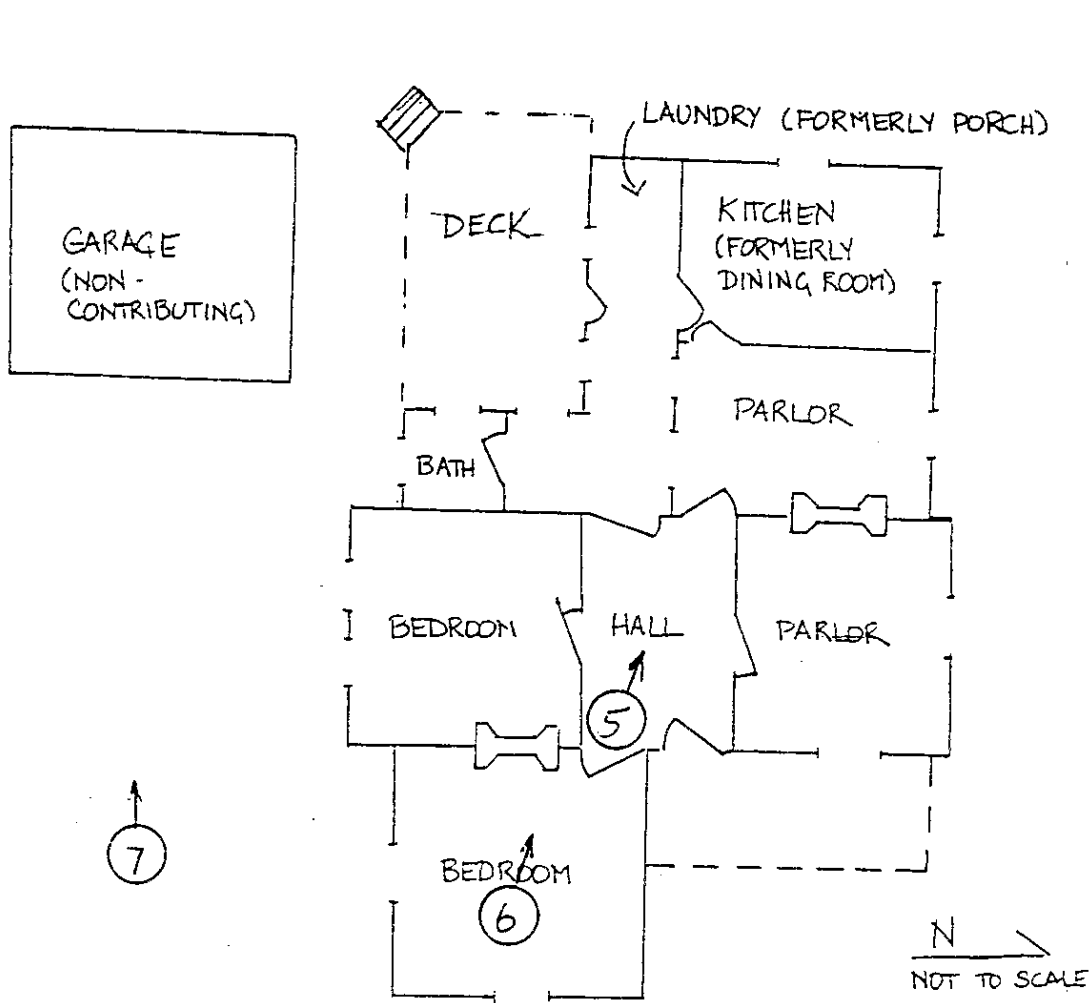 LAUNDRY (FORMERLY PORCH)
GARAGE
(NON-
CONTRIBUTING)
DECK
KITCHEN
(FORMERLY
DINING ROOM)
PARLOR
BATH
BEDROOM
HALL
PARLOR
5
7
BEDROOM
6
N
NOT TO SCALE